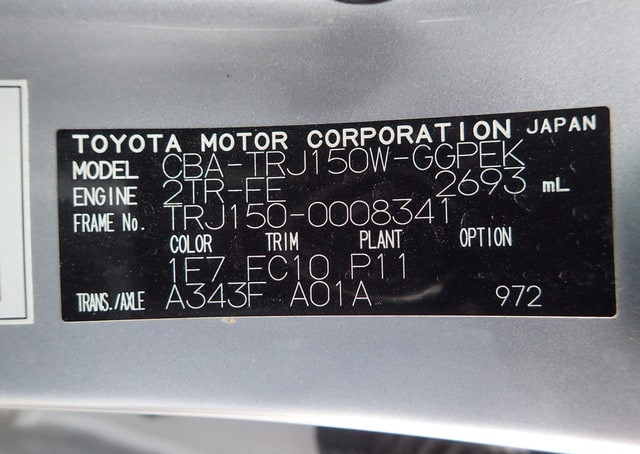 TOYOTA MOTOR CORPORATION JAPAN
MODEL CBA-TRJ150W-GGPEK
ENGINE 2TR-FE 2693 mL
FRAME No. TRJ150-0008341
COLOR TRIM PLANT OPTION
1E7 FC10 P11
TRANS./AXLE A343F A01A 972